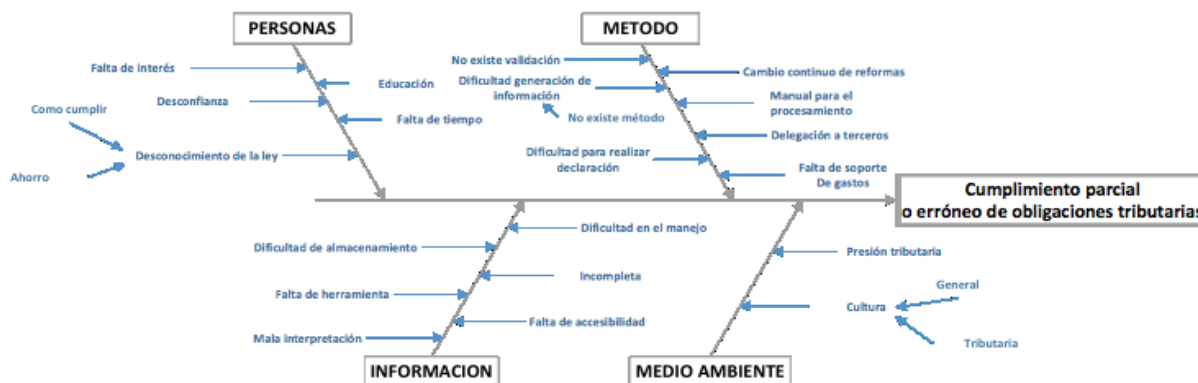 PERSONAS
METODO
Falta de interés
Educación
Desconfianza
Como cumplir
Falta de tiempo
Desconocimiento de la ley
Ahorro
No existe validación
Cambio continuo de reformas
Dificultad generación de
información
Manual para el
procesamiento
No existe método
Delegación a terceros
Dificultad para realizar
declaración
Falta de soporte
De gastos
Cumplimiento parcial
o erróneo de obligaciones tributarias
Dificultad en el manejo
Dificultad de almacenamiento
Incompleta
Falta de herramienta
Falta de accesibilidad
Mala interpretación
Presión tributaria
General
Cultura
Tributaria
INFORMACION
MEDIO AMBIENTE